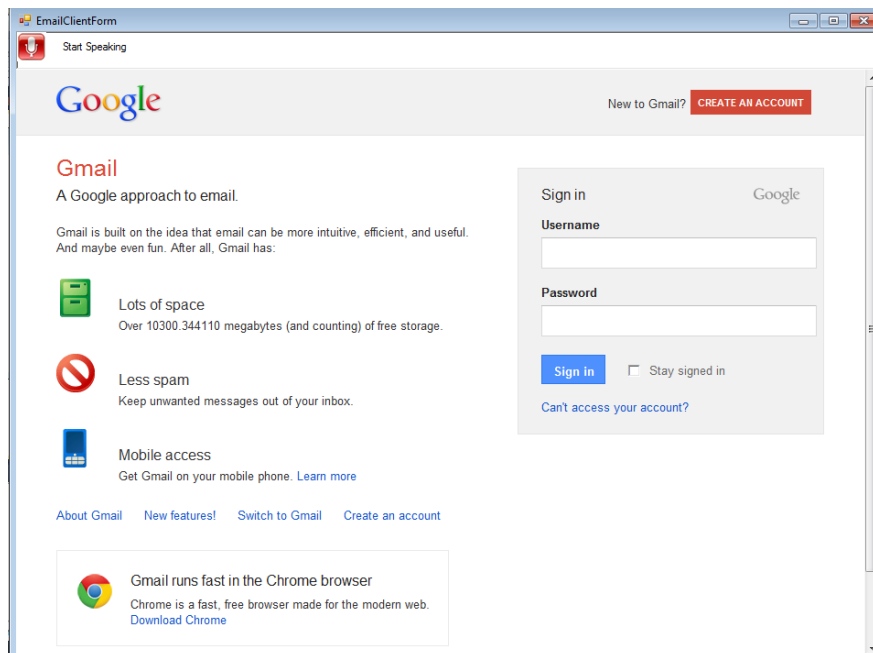 EmailClientForm
Start Speaking
Google
New to Gmail? CREATE AN ACCOUNT
Gmail
A Google approach to email.
Gmail is built on the idea that email can be more intuitive, efficient, and useful.
And maybe even fun. After all, Gmail has:
Lots of space
Over 10300.344110 megabytes (and counting) of free storage.
Less spam
Keep unwanted messages out of your inbox.
Mobile access
Get Gmail on your mobile phone. Learn more
About Gmail New features! Switch to Gmail Create an account
Gmail runs fast in the Chrome browser
Chrome is a fast, free browser made for the modern web.
Download Chrome
Sign in Google
Username
Password
Sign in Stay signed in
Can't access your account?